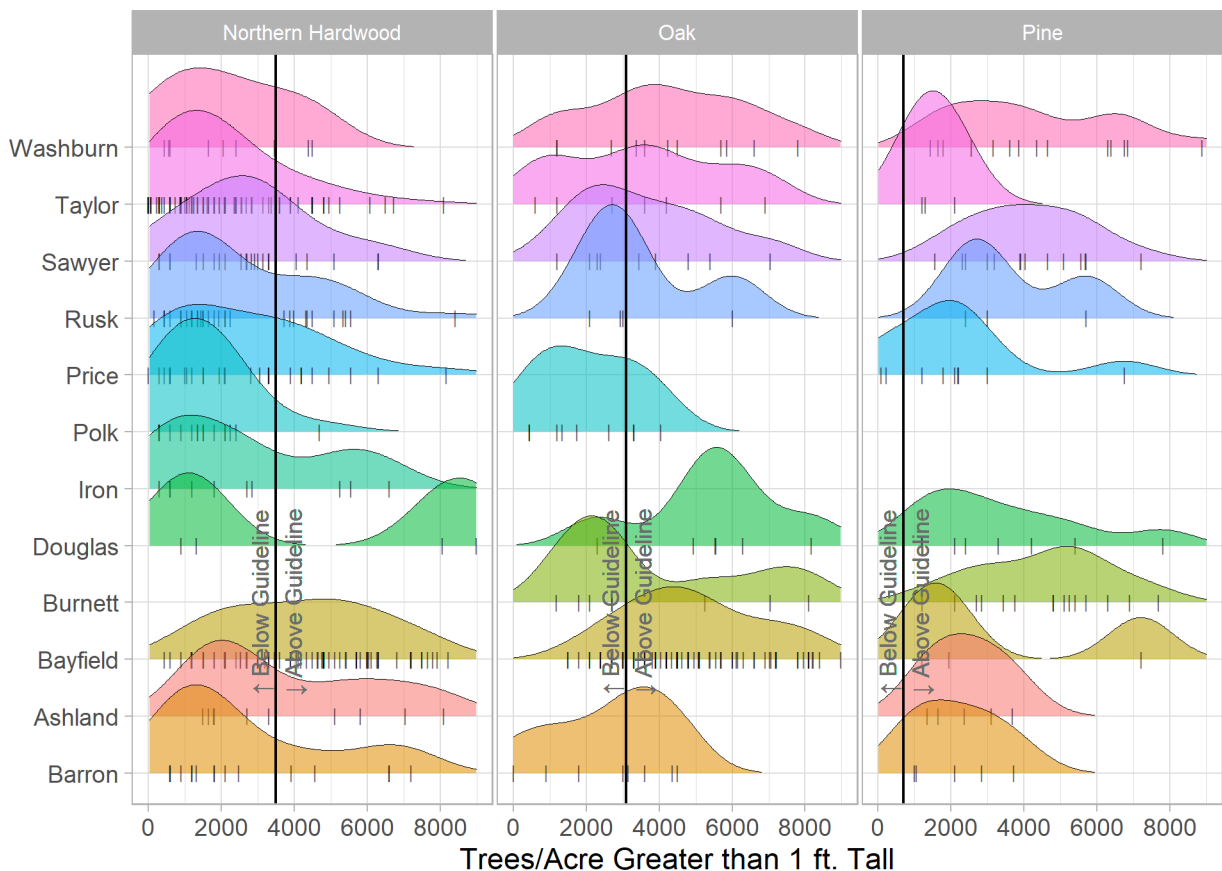 Northern Hardwood Oak Pine
Washburn
Taylor
Sawyer
Rusk
Price
Polk
Iron
Douglas
Burnett
Bayfield
Ashland
Barron
← Below Guideline
Above Guideline →
← Below Guideline
Above Guideline →
← Below Guideline
Above Guideline →
0 2000 4000 6000 8000 0 2000 4000 6000 8000 0 2000 4000 6000 8000
Trees/Acre Greater than 1 ft. Tall